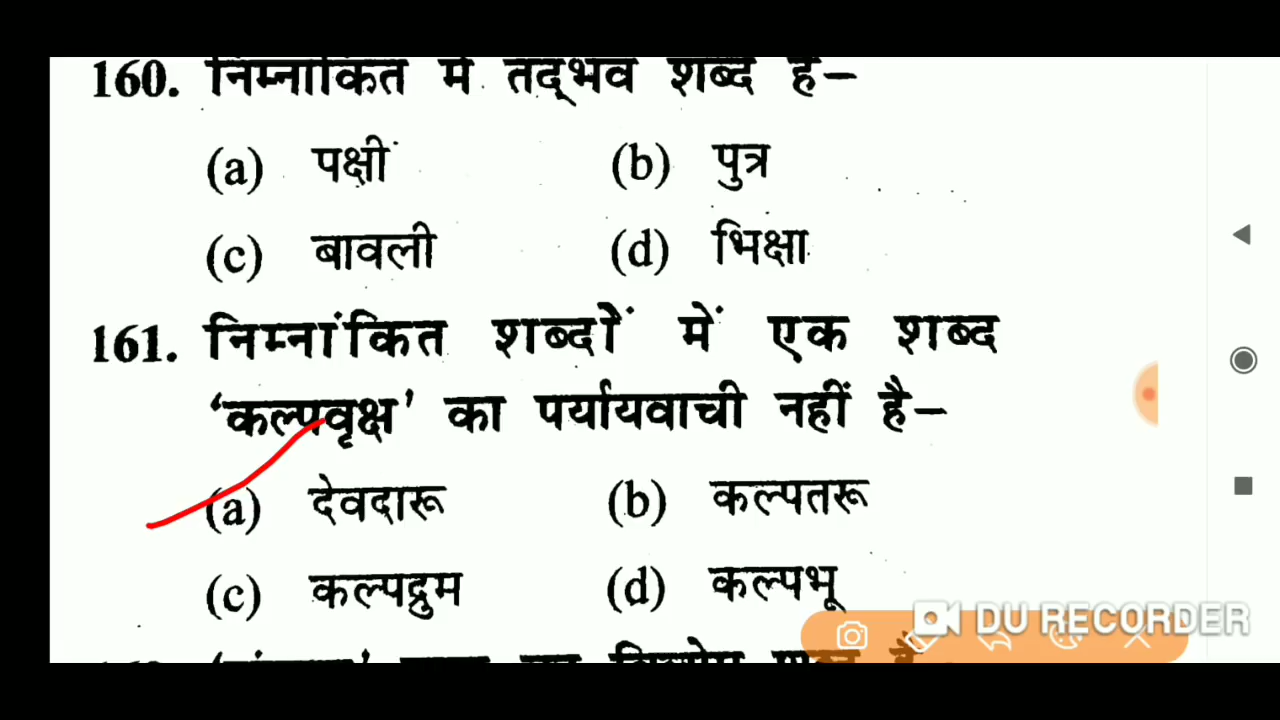 160. निम्नांकित में तद्भव शब्द है–
(a) पक्षी (b) पुत्र
(c) बावली (d) भिक्षा
161. निम्नांकित शब्दों में एक शब्द
‘कल्पवृक्ष’ का पर्यायवाची नहीं है–
(a) देवदारू (b) कल्पतरू
(c) कल्पद्रुम (d) कल्पभू
DU RECORDER